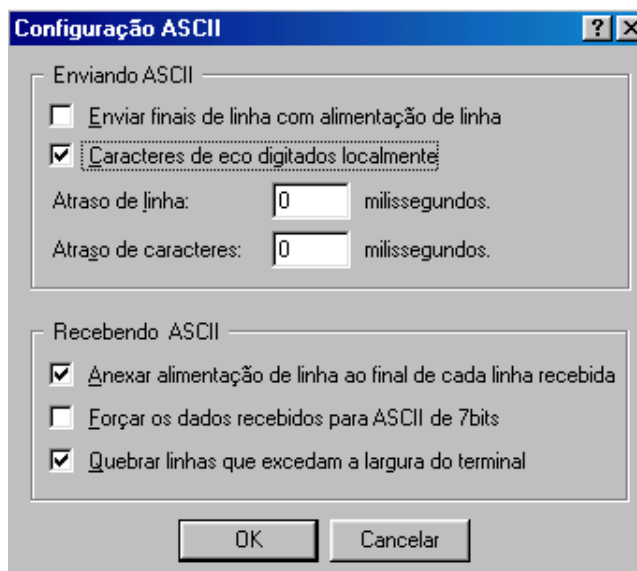 Configuração ASCII
Enviando ASCII
Enviar finais de linha com alimentação de linha
Caracteres de eco digitados localmente
Atraso de linha: 0 milissegundos.
Atraso de caracteres: 0 milissegundos.
Recebendo ASCII
Anexar alimentação de linha ao final de cada linha recebida
Forçar os dados recebidos para ASCII de 7bits
Quebrar linhas que excedam a largura do terminal
OK Cancelar